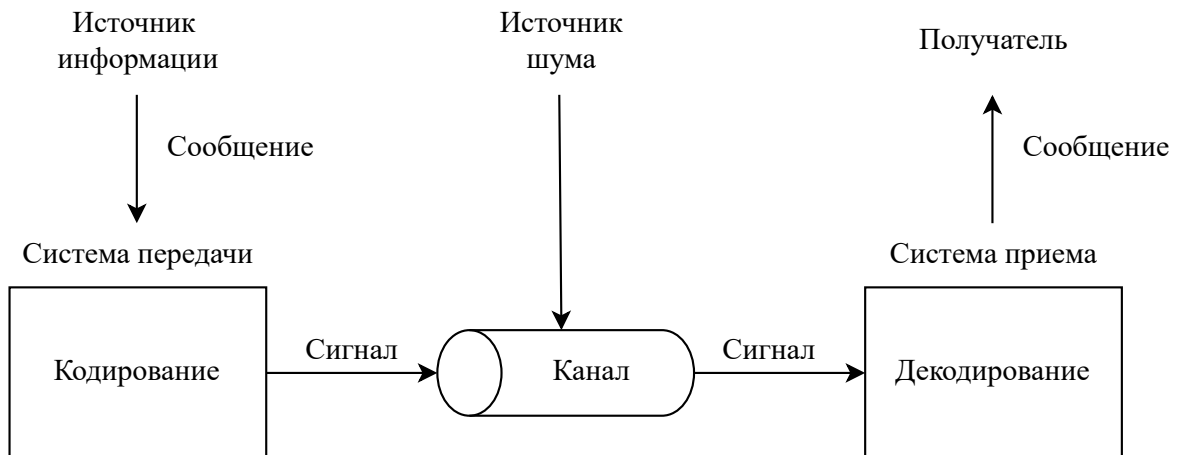 Источник
информации
Источник
шума
Получатель
Сообщение
Сообщение
Система передачи
Система приема
Кодирование
Сигнал
Канал
Сигнал
Декодирование